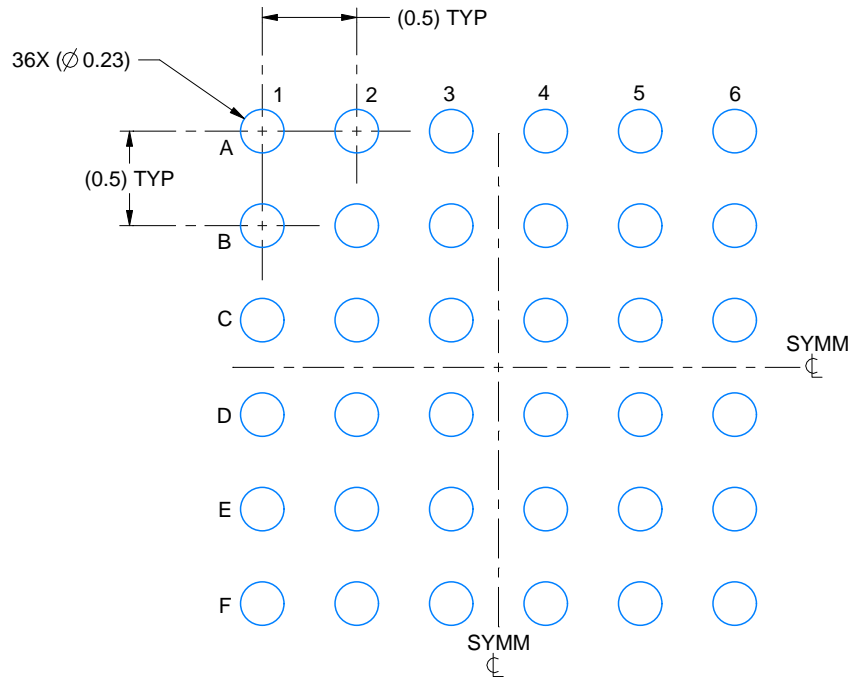 (0.5) TYP
36X (∅ 0.23)
1 2 3 4 5 6
A
(0.5) TYP
B
C
SYMM
℄
D
E
F
SYMM
℄